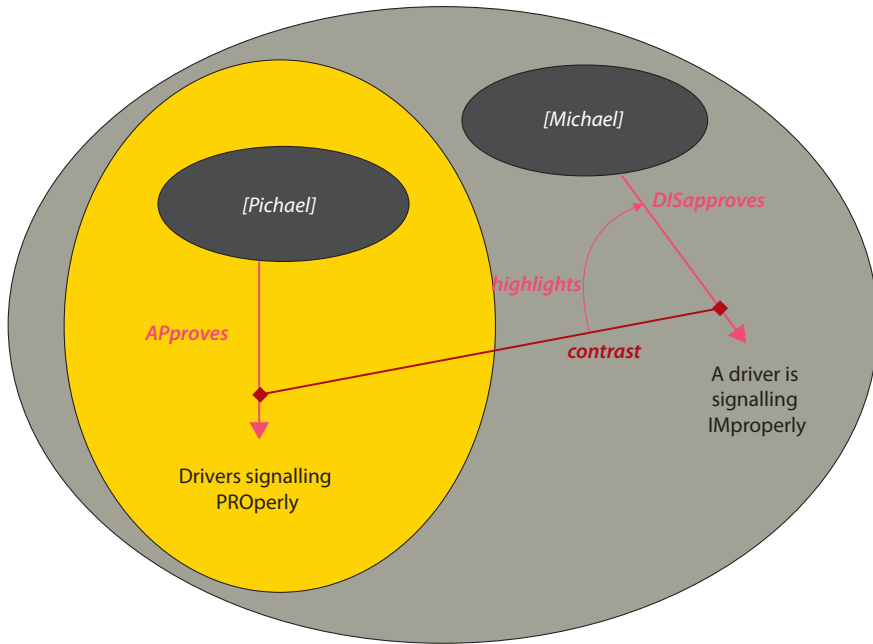 [Michael]
[Pichael]
DISapproves
highlights
APproves
contrast
A driver is
signalling
IMproperly
Drivers signalling
PROperly